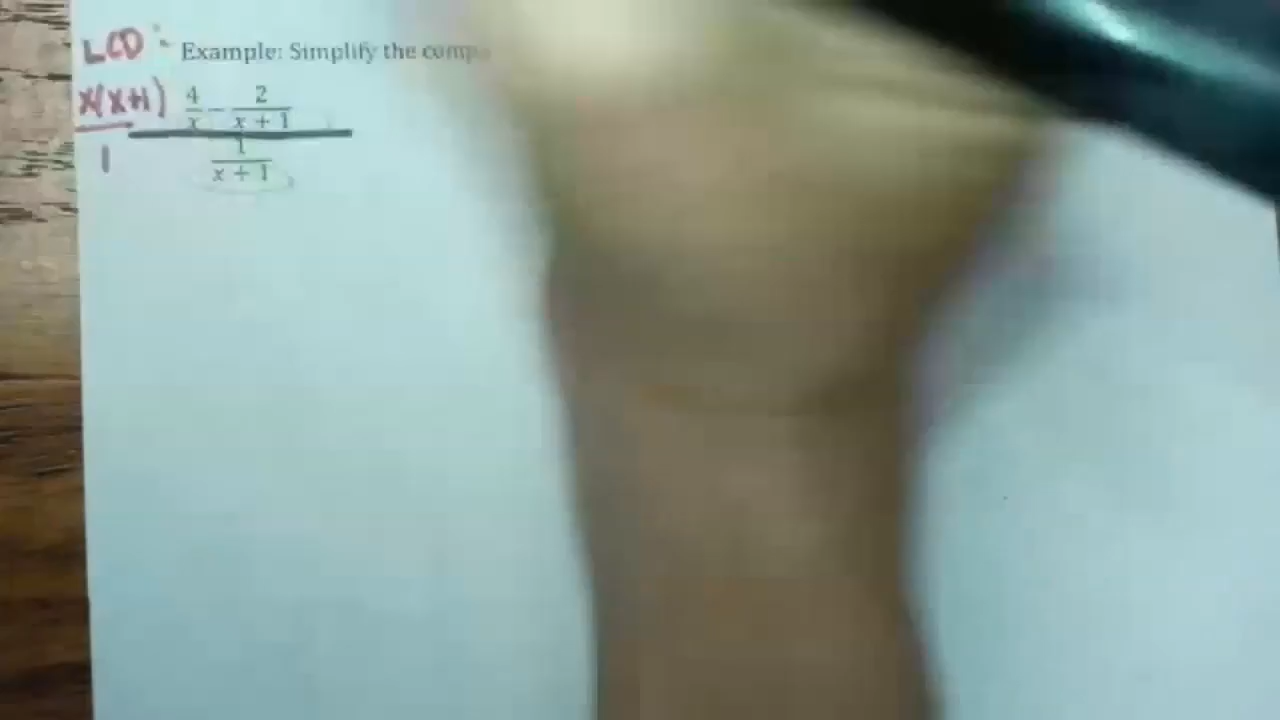 LCD: Example: Simplify the comp
x(x+1) 4 2
x − x + 1
1 1
x + 1